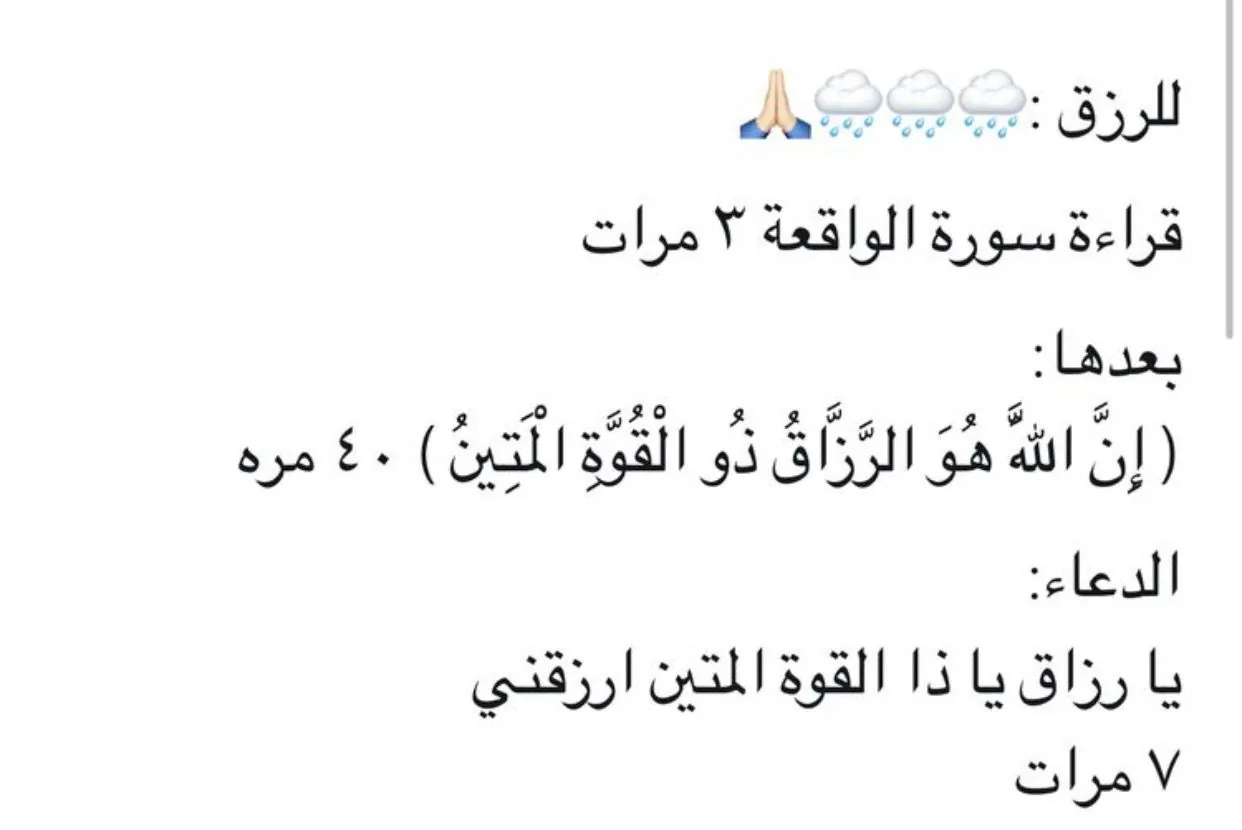 للرزق :🌧🌧🌧🙏🏻
قراءة سورة الواقعة ٣ مرات
بعدها:
( إِنَّ اللَّهَ هُوَ الرَّزَّاقُ ذُو الْقُوَّةِ الْمَتِينُ ) ٤٠ مره
الدعاء:
يا رزاق يا ذا القوة المتين ارزقني
٧ مرات